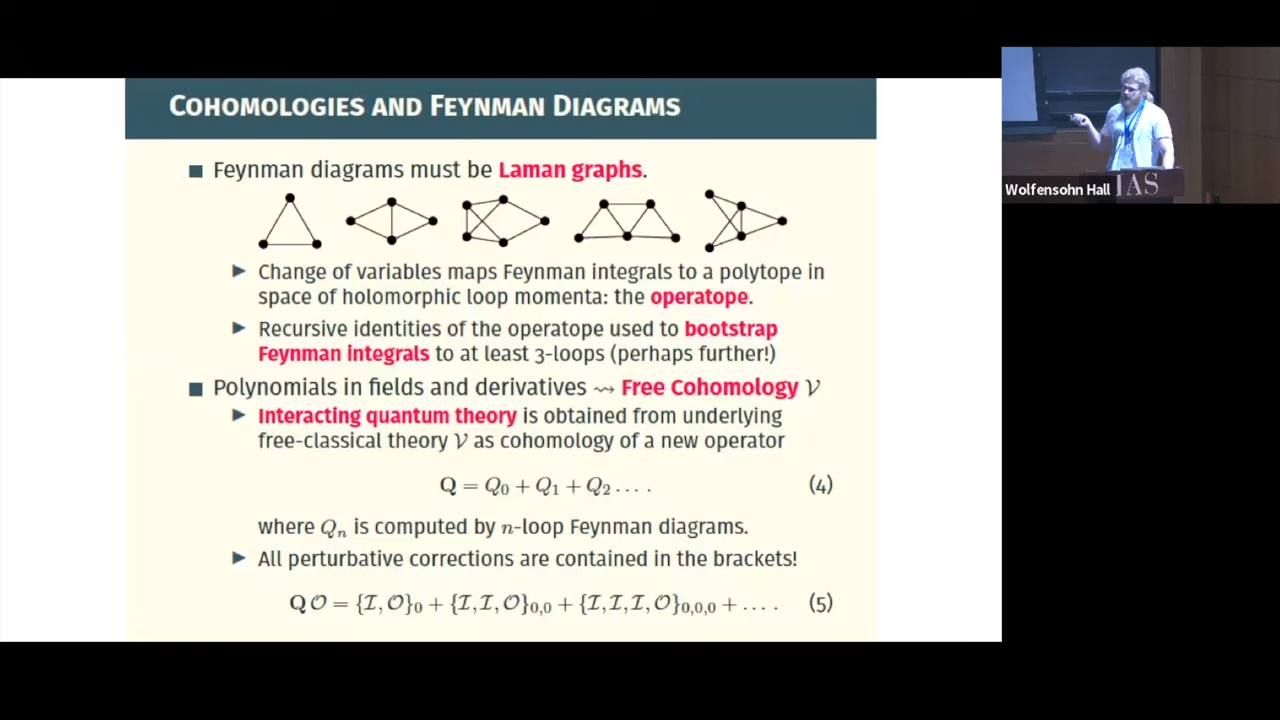 COHOMOLOGIES AND FEYNMAN DIAGRAMS
Feynman diagrams must be Laman graphs.
Change of variables maps Feynman integrals to a polytope in
space of holomorphic loop momenta: the operatope.
Recursive identities of the operatope used to bootstrap
Feynman integrals to at least 3-loops (perhaps further!)
Polynomials in fields and derivatives ⇝ Free Cohomology 𝒱
Interacting quantum theory is obtained from underlying
free-classical theory 𝒱 as cohomology of a new operator
Q = Q₀ + Q₁ + Q₂ . . . . (4)
where Qₙ is computed by n-loop Feynman diagrams.
All perturbative corrections are contained in the brackets!
Q 𝒪 = {ℐ, 𝒪}₀ + {ℐ, ℐ, 𝒪}₀,₀ + {ℐ, ℐ, ℐ, 𝒪}₀,₀,₀ + . . . . (5)
Wolfensohn Hall
IAS